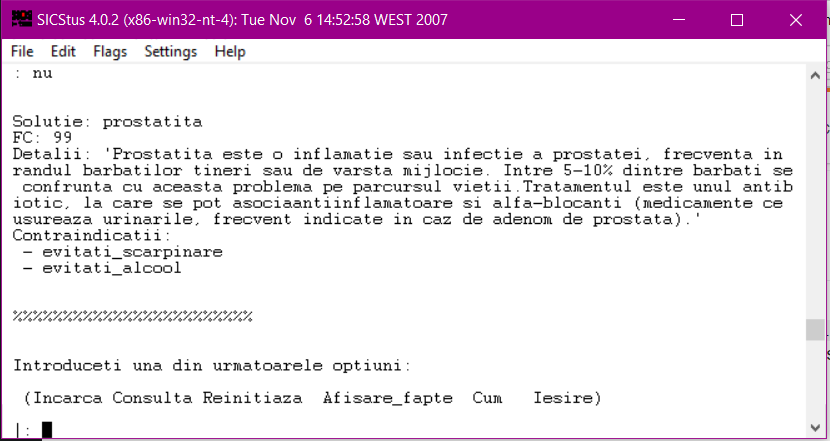 SICStus 4.0.2 (x86-win32-nt-4): Tue Nov 6 14:52:58 WEST 2007
File Edit Flags Settings Help
: nu
Solutie: prostatita
FC: 99
Detalii: 'Prostatita este o inflamatie sau infectie a prostatei, frecventa in
randul barbatilor tineri sau de varsta mijlocie. Intre 5-10% dintre barbati se
confrunta cu aceasta problema pe parcursul vietii.Tratamentul este unul antib
iotic, la care se pot asociaantiinflamatoare si alfa-blocanti (medicamente ce
usureaza urinarile, frecvent indicate in caz de adenom de prostata).'
Contraindicatii:
- evitati_scarpinare
- evitati_alcool
%%%%%%%%%%%%%%%%%%%%%%%%
Introduceti una din urmatoarele optiuni:
(Incarca Consulta Reinitiaza Afisare_fapte Cum Iesire)
|: